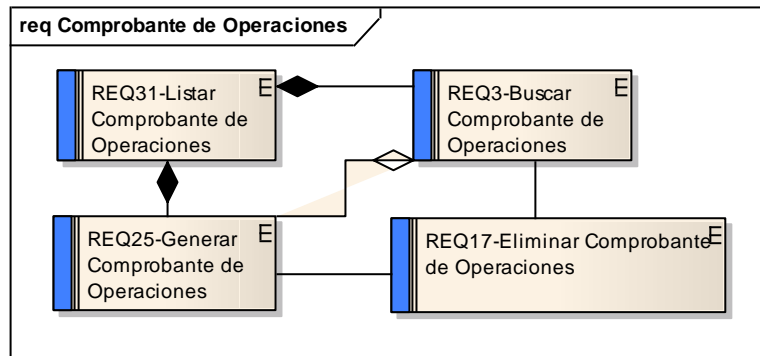 req Comprobante de Operaciones
REQ31-Listar
Comprobante de
Operaciones
E
REQ3-Buscar
Comprobante de
Operaciones
E
REQ25-Generar
Comprobante de
Operaciones
E
REQ17-Eliminar Comprobante
de Operaciones
E